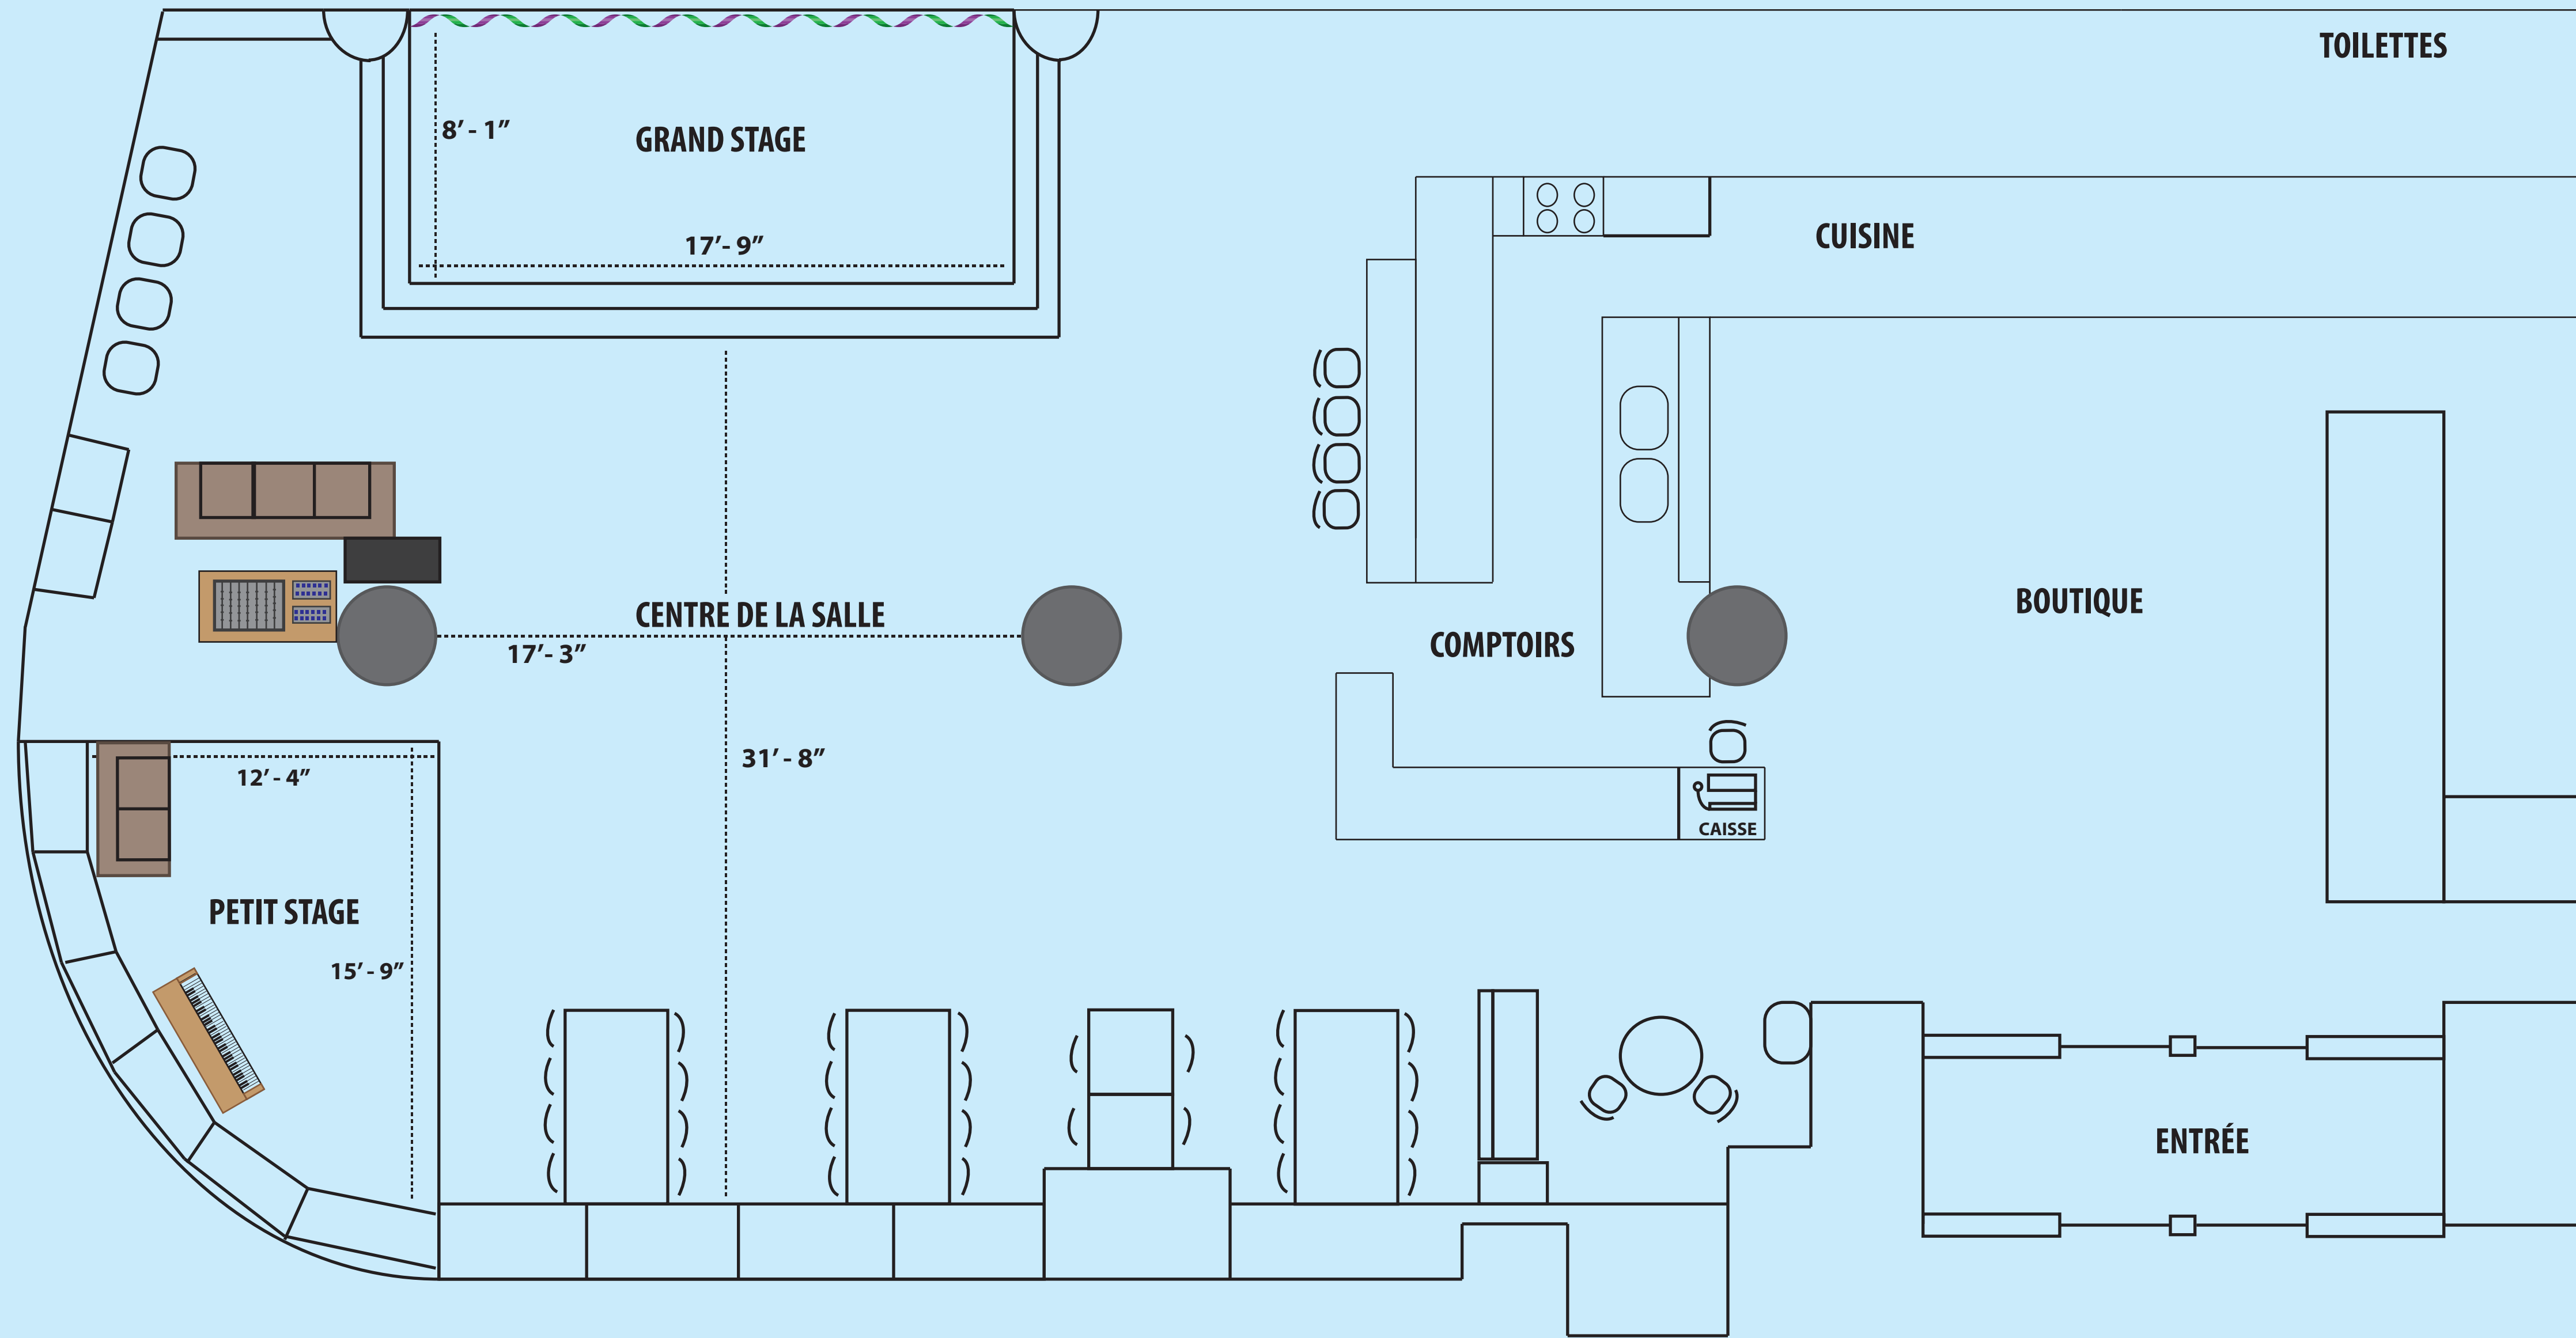 TOILETTES
8’ - 1”
GRAND STAGE
17’- 9”
CUISINE
CENTRE DE LA SALLE
17’- 3”
COMPTOIRS
BOUTIQUE
31’ - 8”
12’ - 4”
CAISSE
PETIT STAGE
15’ - 9”
ENTRÉE